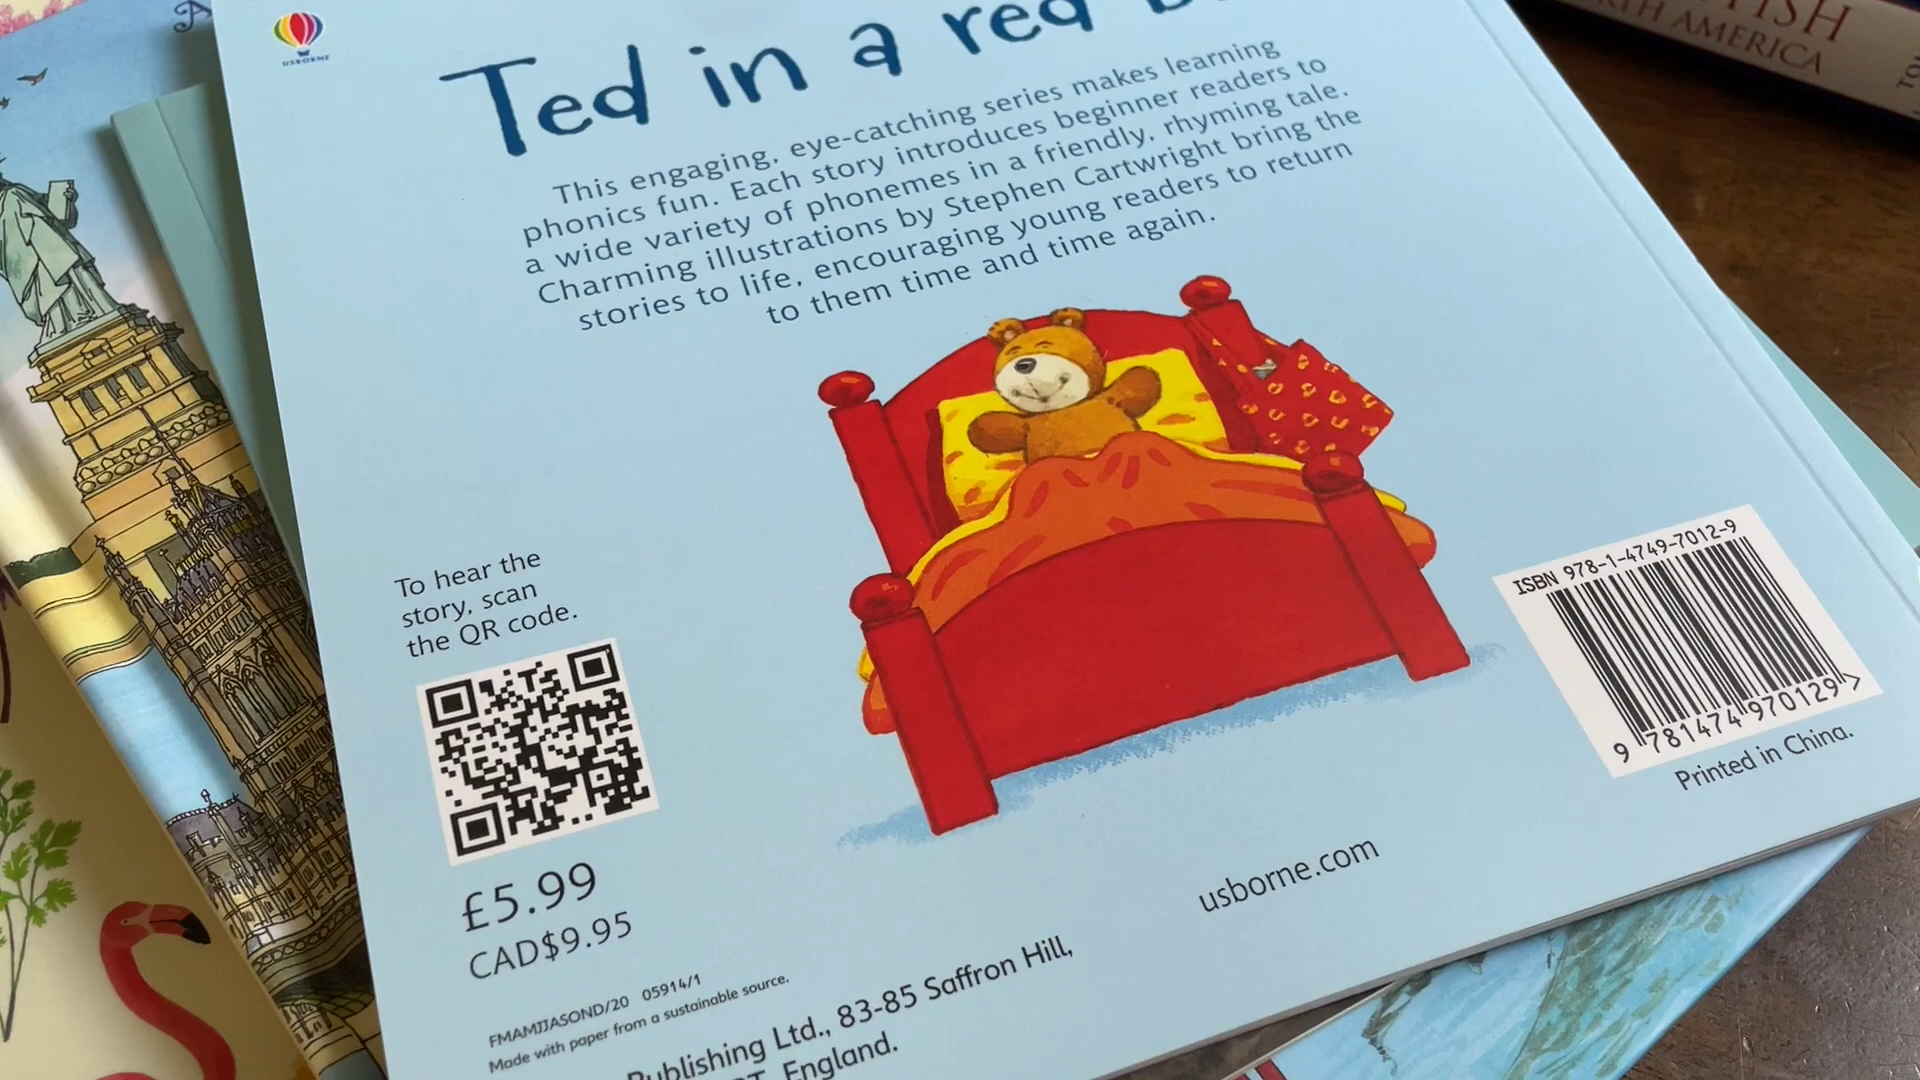 USBORNE
Ted in a red
This engaging, eye-catching series makes learning
phonics fun. Each story introduces beginner readers to
a wide variety of phonemes in a friendly, rhyming tale.
Charming illustrations by Stephen Cartwright bring the
stories to life, encouraging young readers to return
to them time and time again.
To hear the
story, scan
the QR code.
£5.99
CAD$9.95
FMAMJJASOND/20 05914/1
Made with paper from a sustainable source.
Publishing Ltd., 83-85 Saffron Hill,
England.
usborne.com
ISBN 978-1-4749-7012-9
9 781474 970129 >
Printed in China.
NORTH AMERICA